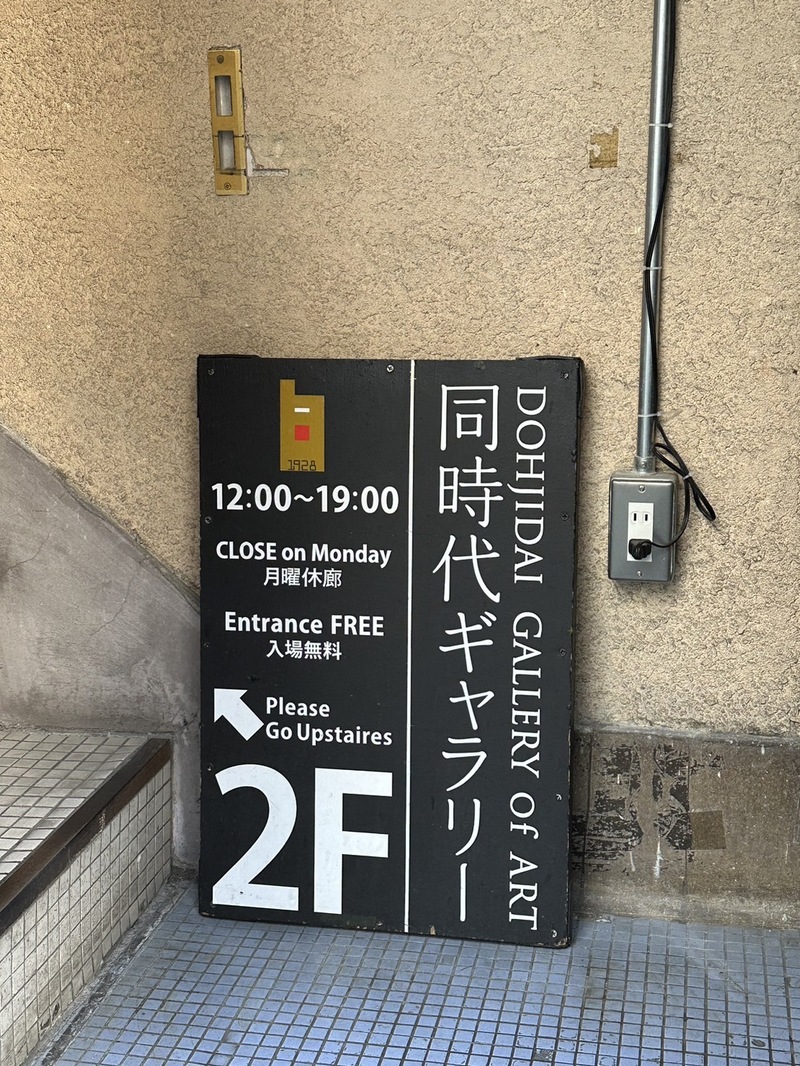 1928
12:00~19:00
CLOSE on Monday
月曜休廊
Entrance FREE
入場無料
Please
Go Upstaires
2F
同時代ギャラリー
DOHJIDAI GALLERY of ART